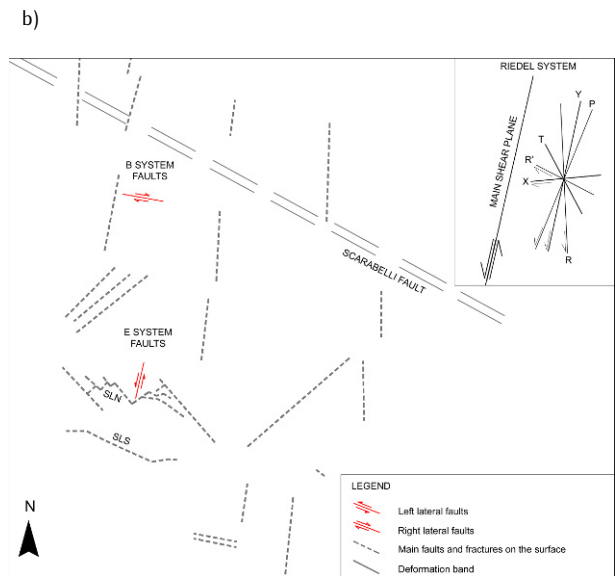 b)
RIEDEL SYSTEM
Y
P
T
R'
X
R
MAIN SHEAR PLANE
B SYSTEM
FAULTS
SCARABELLI FAULT
E SYSTEM
FAULTS
SLN
SLS
N
LEGEND
Left lateral faults
Right lateral faults
Main faults and fractures on the surface
Deformation band